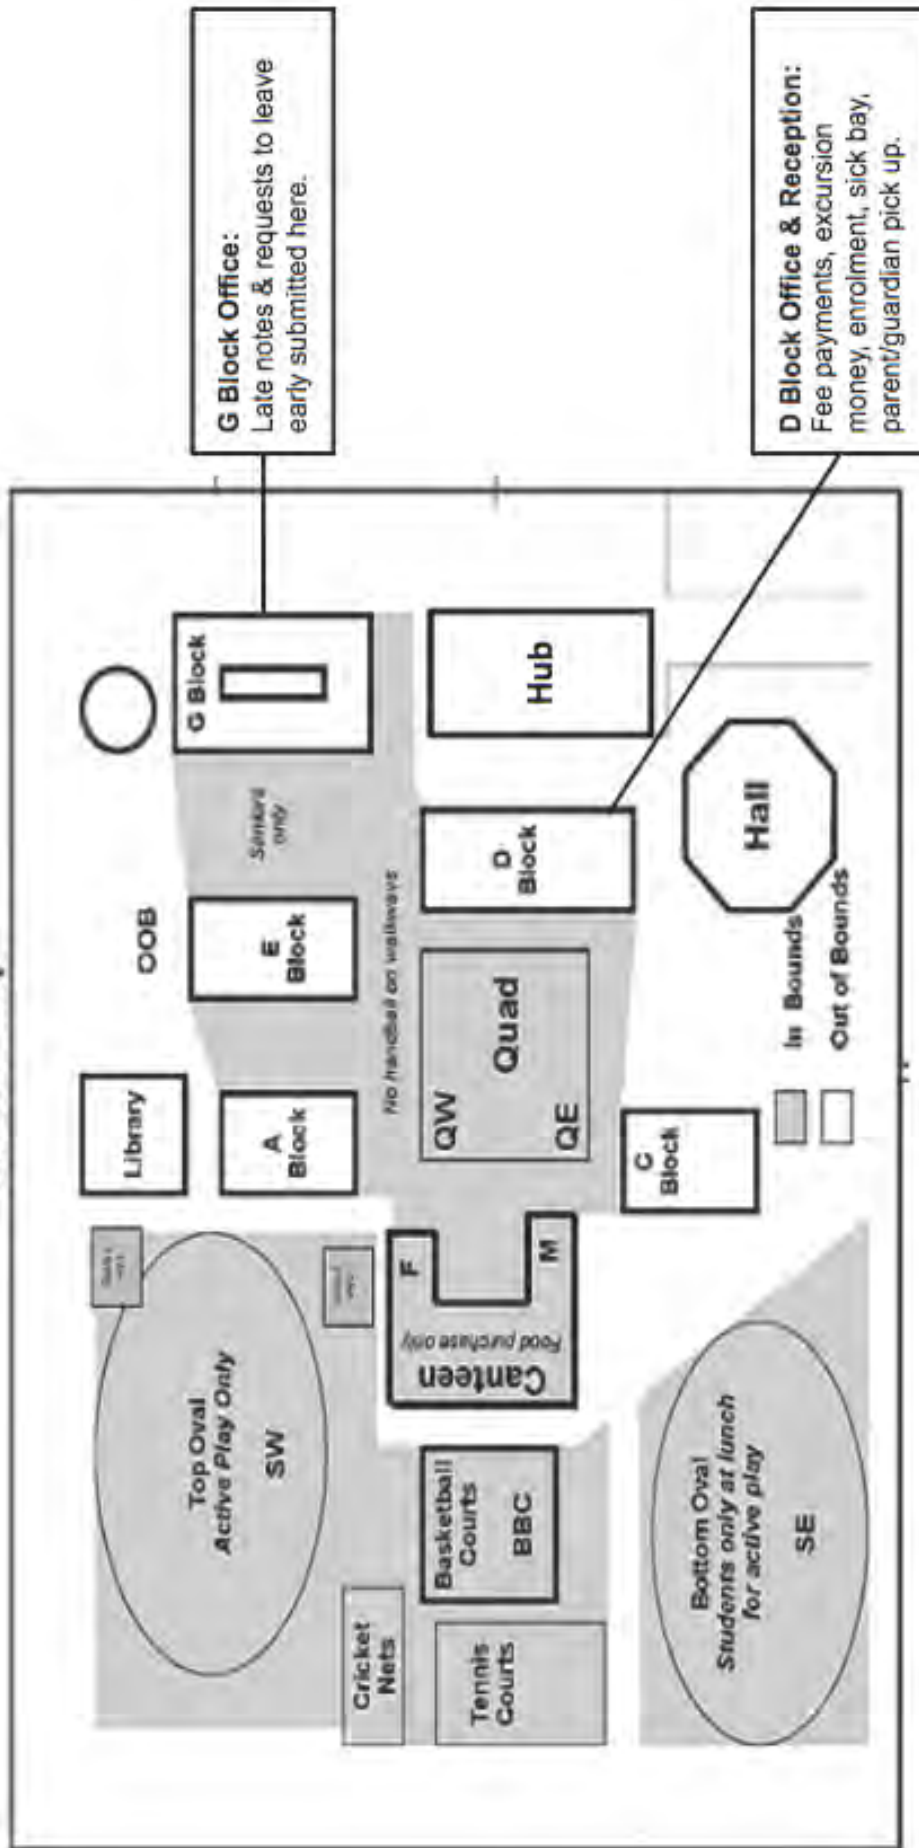 G Block Office:
Late notes & requests to leave
early submitted here.
D Block Office & Reception:
Fee payments, excursion
money, enrolment, sick bay,
parent/guardian pick up.
G Block
Hub
Seniors
only
D
Block
Hall
OOB
E
Block
No handball on walkways
Quad
QW
QE
In Bounds
Out of Bounds
Library
A
Block
C
Block
F
M
Food purchase only
Canteen
Top Oval
Active Play Only
SW
Basketball
Courts
BBC
Cricket
Nets
Tennis
Courts
Bottom Oval
Students only at lunch
for active play
SE